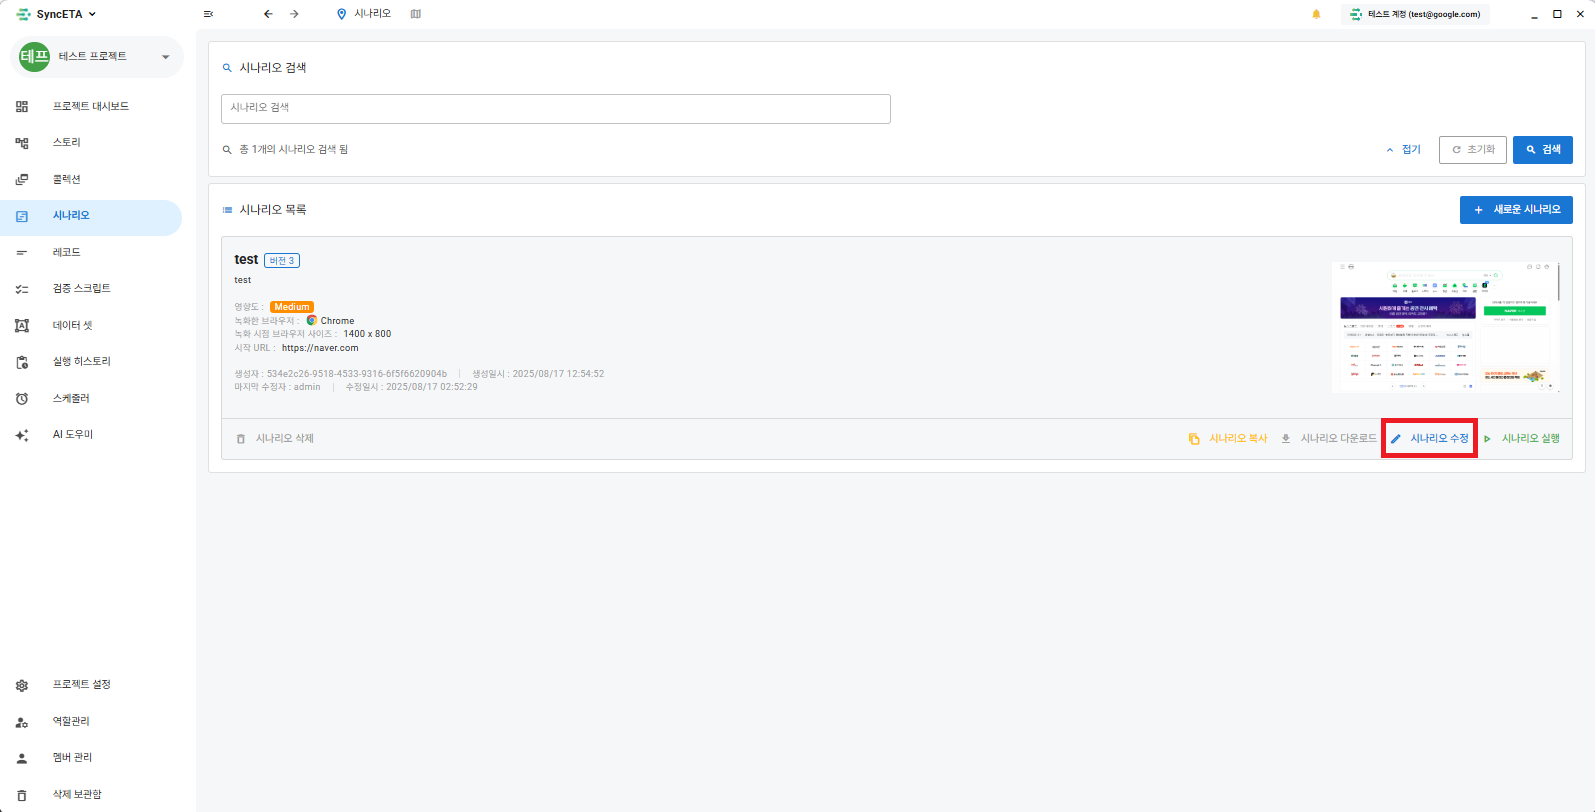 SyncETA
시나리오
테스트 계정 (test@google.com)
테프
테스트 프로젝트
프로젝트 대시보드
스토리
콜렉션
시나리오
레코드
검증 스크립트
데이터 셋
실행 히스토리
스케줄러
AI 도우미
프로젝트 설정
역할관리
멤버 관리
삭제 보관함
시나리오 검색
시나리오 검색
총 1개의 시나리오 검색 됨
접기
초기화
검색
시나리오 목록
새로운 시나리오
test 버전 3
test
영향도 : Medium
녹화한 브라우저 : Chrome
녹화 시점 브라우저 사이즈 : 1400 x 800
시작 URL : https://naver.com
생성자 : 534e2c26-9518-4533-9316-6f5f6620904b | 생성일시 : 2025/08/17 12:54:52
마지막 수정자 : admin | 수정일시 : 2025/08/17 02:52:29
시나리오 삭제
시나리오 복사
시나리오 다운로드
시나리오 수정
시나리오 실행